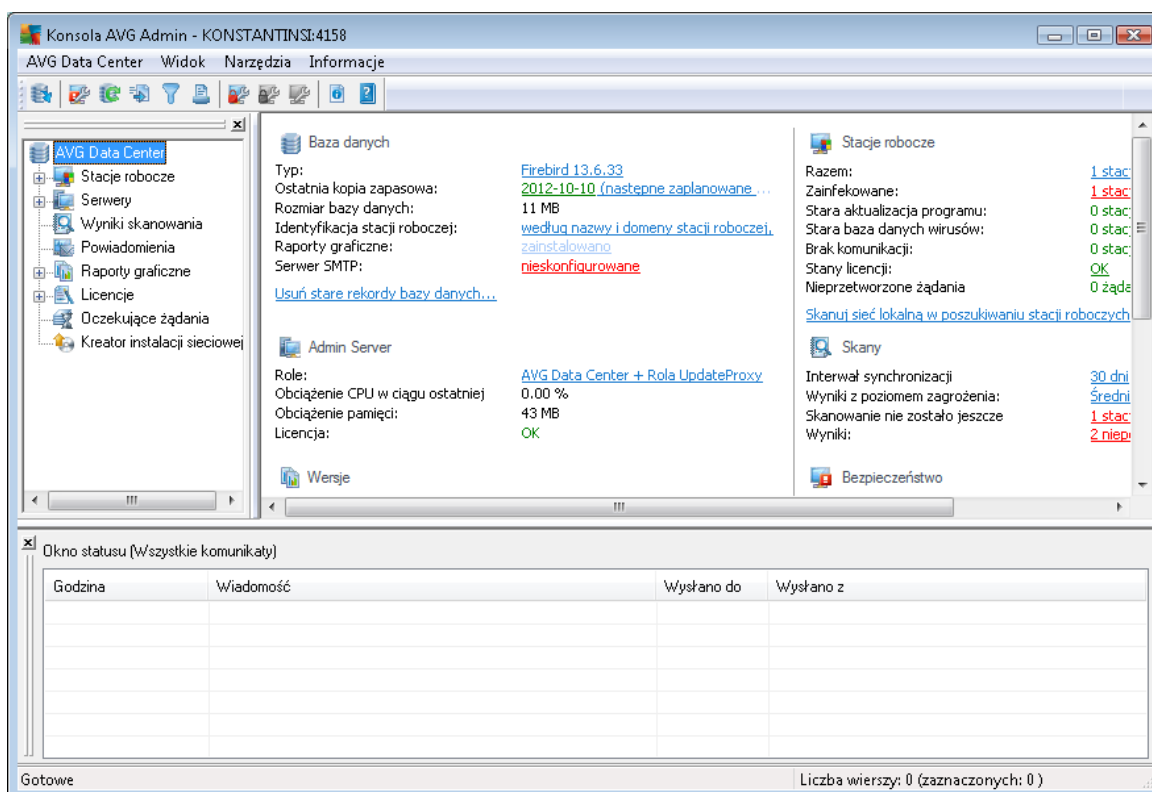 Konsola AVG Admin - KONSTANTINSI:4158
AVG Data Center Widok Narzędzia Informacje
AVG Data Center
Stacje robocze
Serwery
Wyniki skanowania
Powiadomienia
Raporty graficzne
Licencje
Oczekujące żądania
Kreator instalacji sieciowej
Baza danych
Typ: Firebird 13.6.33
Ostatnia kopia zapasowa: 2012-10-10 (następne zaplanowane ...
Rozmiar bazy danych: 11 MB
Identyfikacja stacji roboczej: według nazwy i domeny stacji roboczej,
Raporty graficzne: zainstalowano
Serwer SMTP: nieskonfigurowane
Usuń stare rekordy bazy danych...
Admin Server
Role: AVG Data Center + Rola UpdateProxy
Obciążenie CPU w ciągu ostatniej 0.00 %
Obciążenie pamięci: 43 MB
Licencja: OK
Wersje
Stacje robocze
Razem: 1 stac
Zainfekowane: 1 stac
Stara aktualizacja programu: 0 stac
Stara baza danych wirusów: 0 stac
Brak komunikacji: 0 stac
Stany licencji: OK
Nieprzetworzone żądania 0 żąda
Skanuj sieć lokalną w poszukiwaniu stacji roboczych
Skany
Interwał synchronizacji 30 dni
Wyniki z poziomem zagrożenia: Średni
Skanowanie nie zostało jeszcze 1 stac
Wyniki: 2 niep
Bezpieczeństwo
Okno statusu (Wszystkie komunikaty)
Godzina Wiadomość Wysłano do Wysłano z
Gotowe Liczba wierszy: 0 (zaznaczonych: 0 )